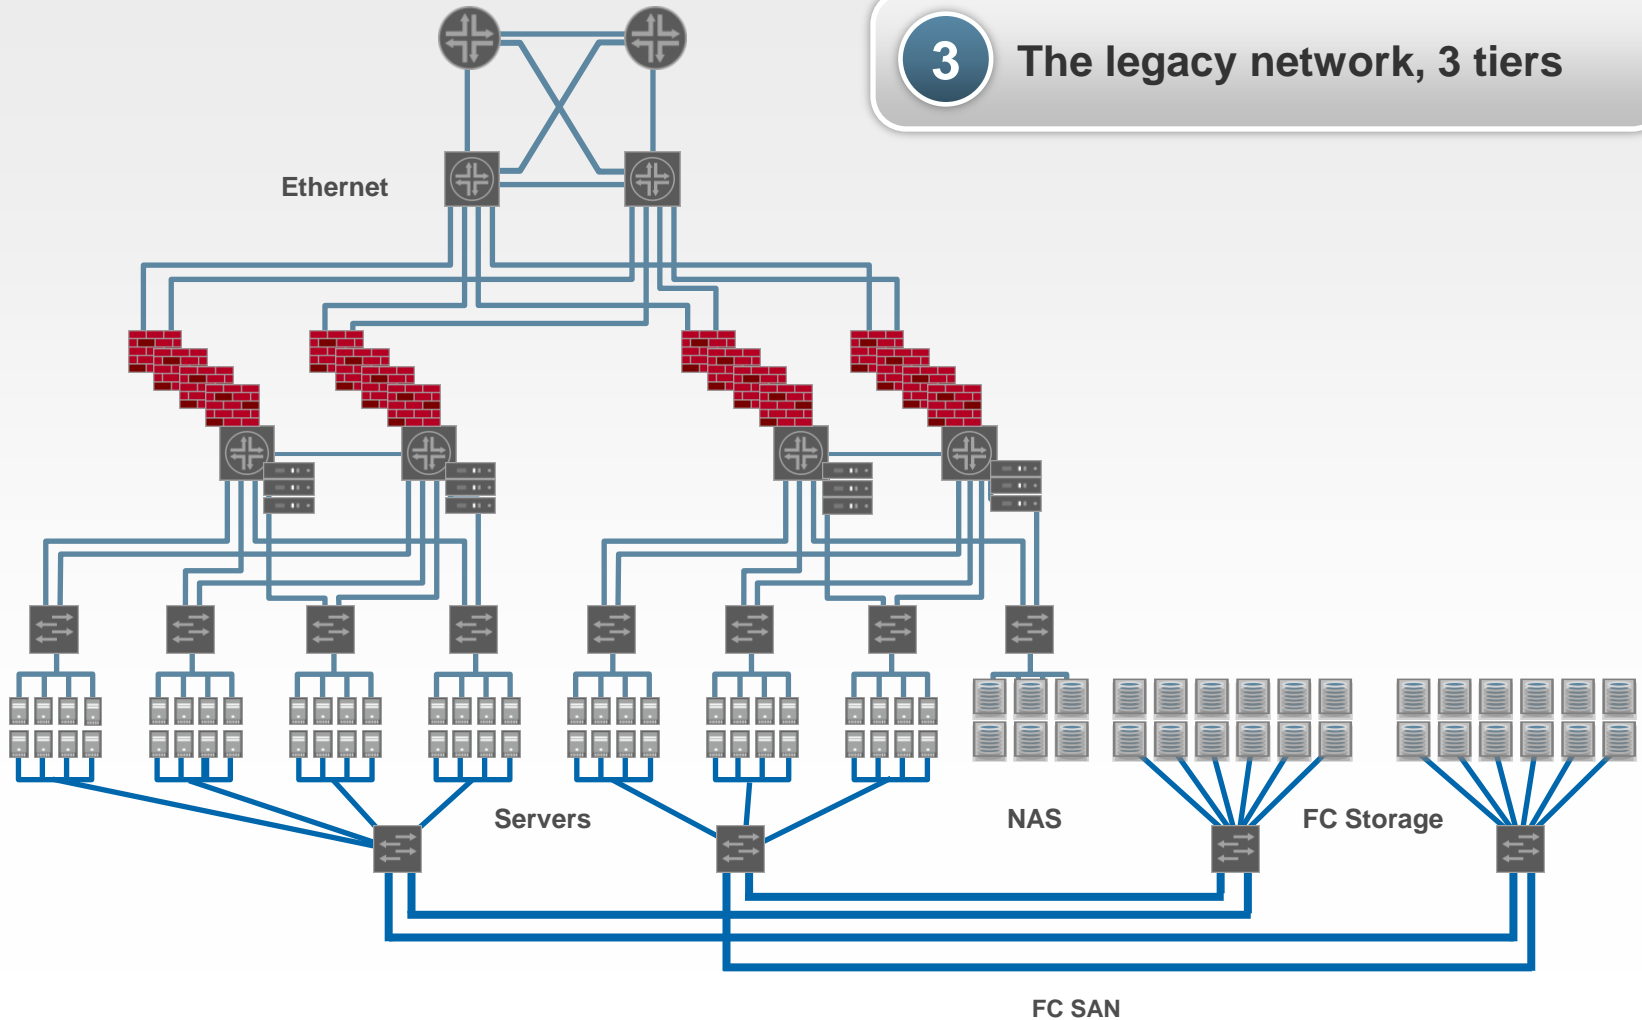 3
The legacy network, 3 tiers
Ethernet
Servers
NAS
FC Storage
FC SAN